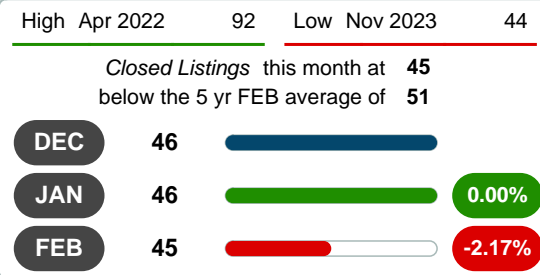 High Apr 2022 92 Low Nov 2023 44
Closed Listings this month at 45
below the 5 yr FEB average of 51
DEC 46
JAN 46 0.00%
FEB 45 -2.17%